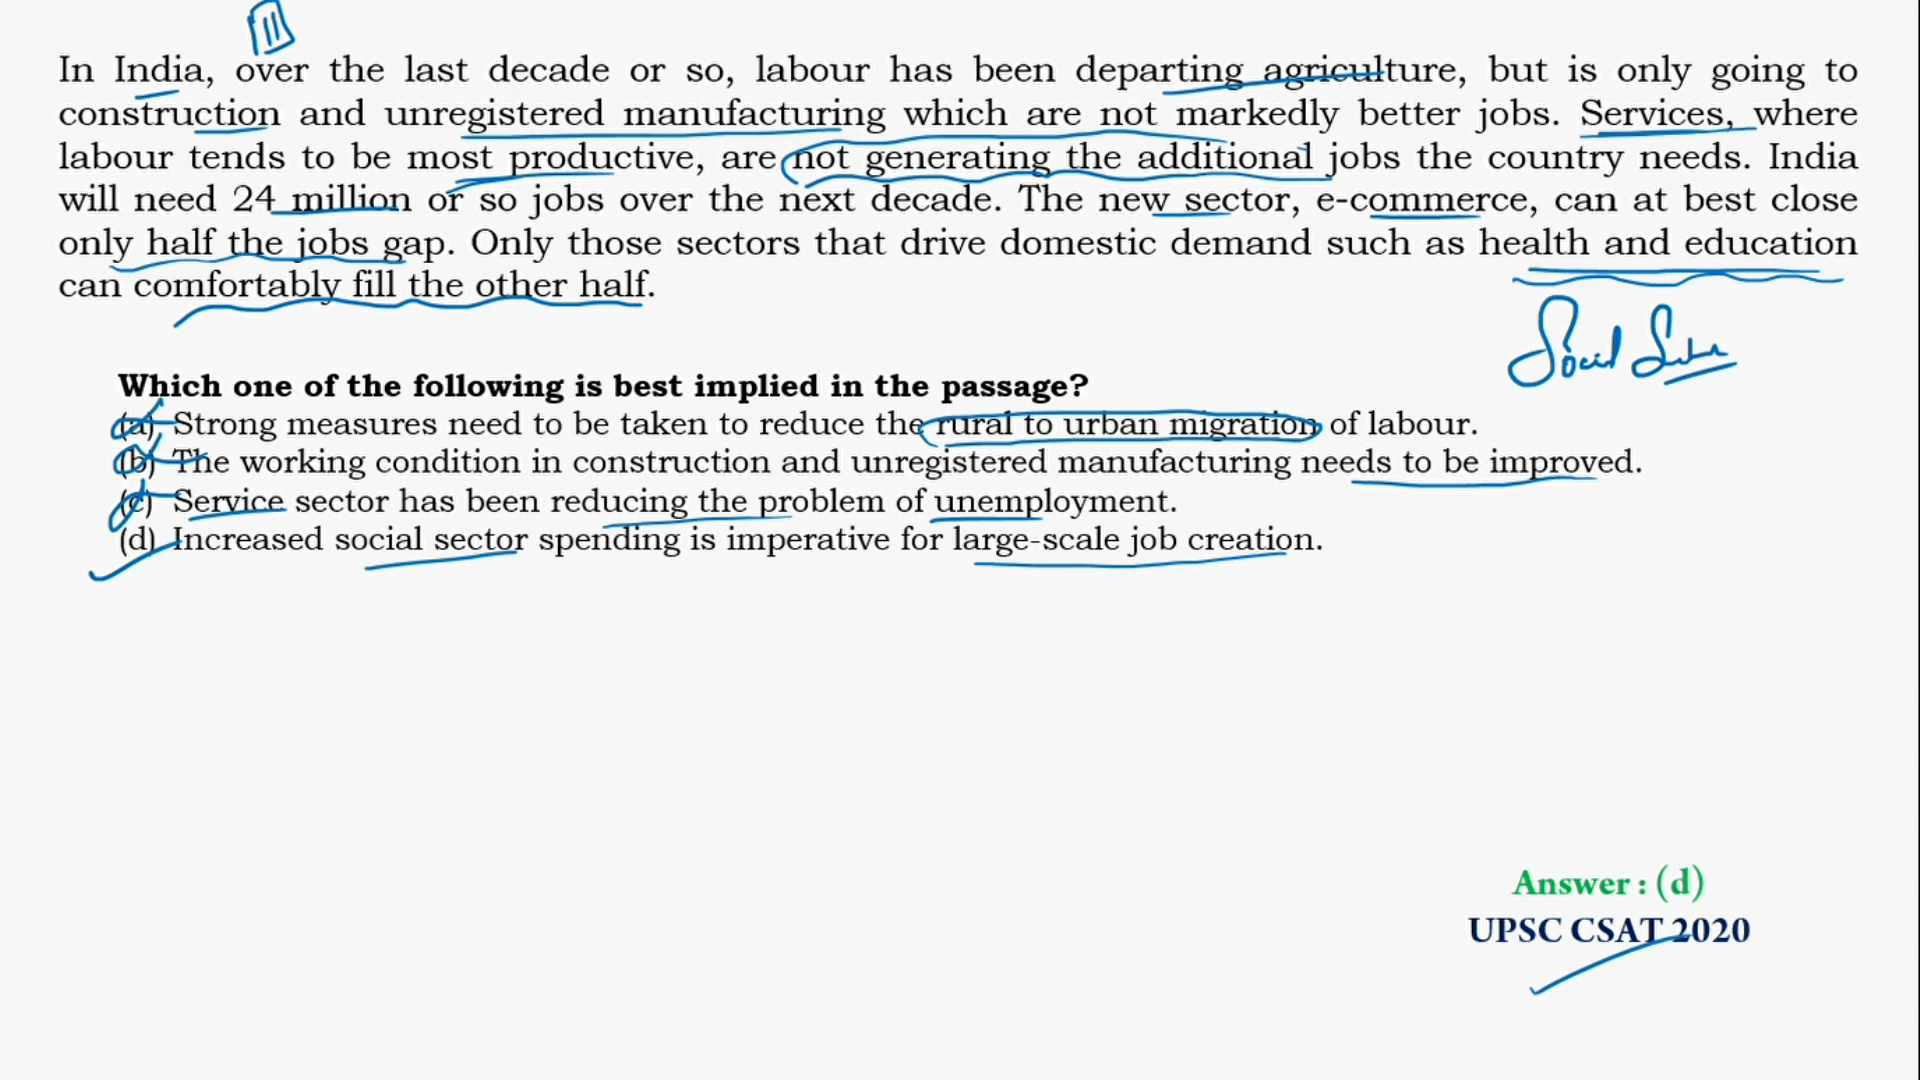 In India, over the last decade or so, labour has been departing agriculture, but is only going to
construction and unregistered manufacturing which are not markedly better jobs. Services, where
labour tends to be most productive, are not generating the additional jobs the country needs. India
will need 24 million or so jobs over the next decade. The new sector, e-commerce, can at best close
only half the jobs gap. Only those sectors that drive domestic demand such as health and education
can comfortably fill the other half.
Social
Which one of the following is best implied in the passage?
(a) Strong measures need to be taken to reduce the rural to urban migration of labour.
(b) The working condition in construction and unregistered manufacturing needs to be improved.
(c) Service sector has been reducing the problem of unemployment.
(d) Increased social sector spending is imperative for large-scale job creation.
Answer : (d)
UPSC CSAT 2020